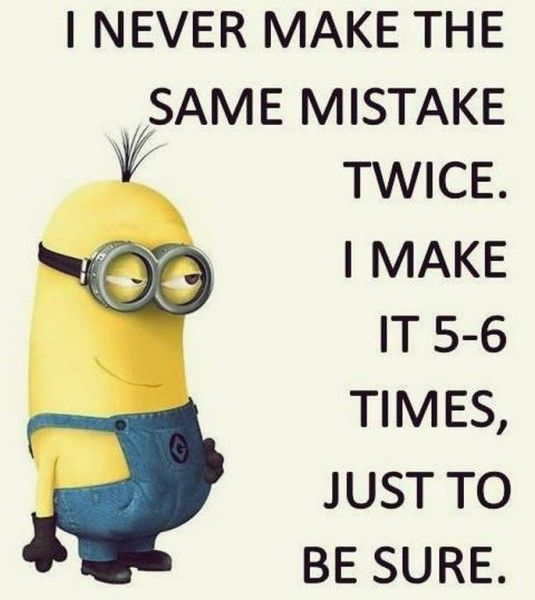 I NEVER MAKE THE
SAME MISTAKE
TWICE.
I MAKE
IT 5-6
TIMES,
JUST TO
BE SURE.